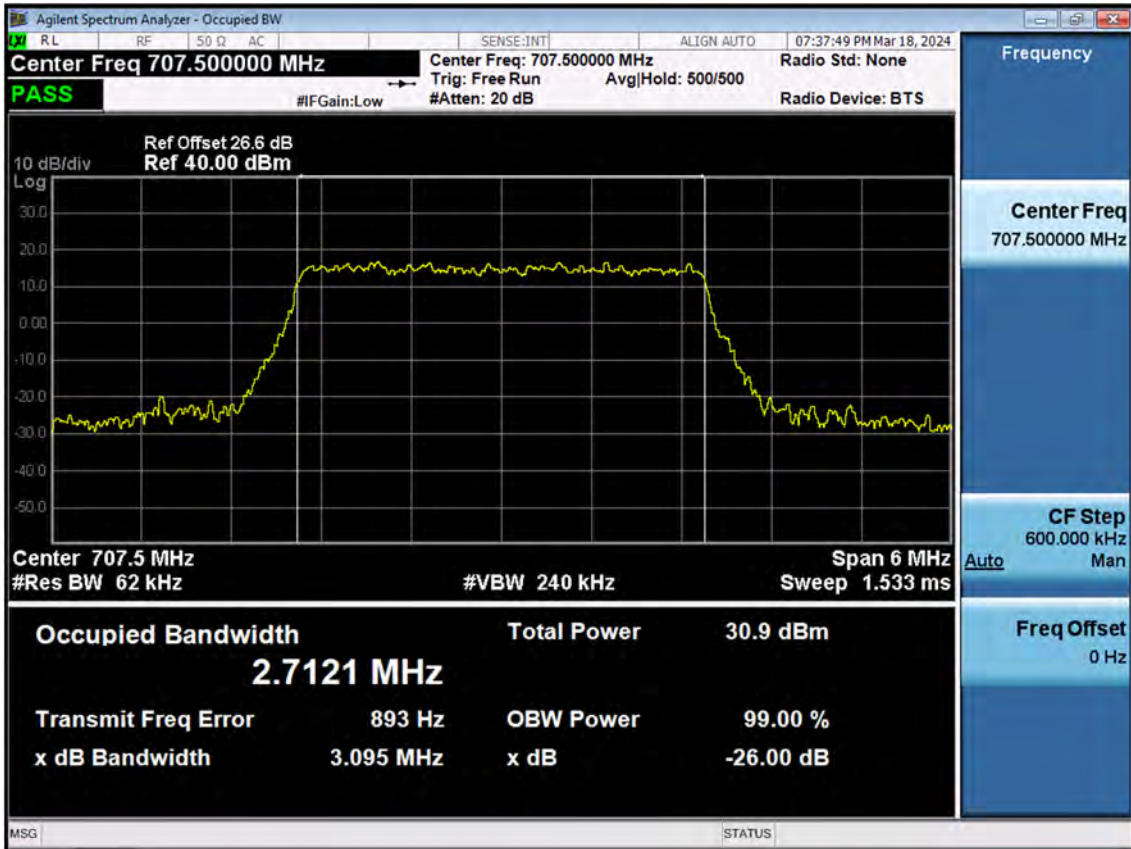 Agilent Spectrum Analyzer - Occupied BW
LXI RL RF 50 Ω AC SENSE:INT ALIGN AUTO 07:37:49 PM Mar 18, 2024
Center Freq 707.500000 MHz
Center Freq: 707.500000 MHz Radio Std: None
Trig: Free Run Avg|Hold: 500/500
PASS
#IFGain:Low #Atten: 20 dB Radio Device: BTS
Ref Offset 26.6 dB
10 dB/div Ref 40.00 dBm
Log
30.0
20.0
10.0
0.00
-10.0
-20.0
-30.0
-40.0
-50.0
Center 707.5 MHz Span 6 MHz
#Res BW 62 kHz #VBW 240 kHz Sweep 1.533 ms
Occupied Bandwidth Total Power 30.9 dBm
2.7121 MHz
Transmit Freq Error 893 Hz OBW Power 99.00 %
x dB Bandwidth 3.095 MHz x dB -26.00 dB
MSG STATUS
Frequency
Center Freq
707.500000 MHz
CF Step
600.000 kHz
Auto Man
Freq Offset
0 Hz